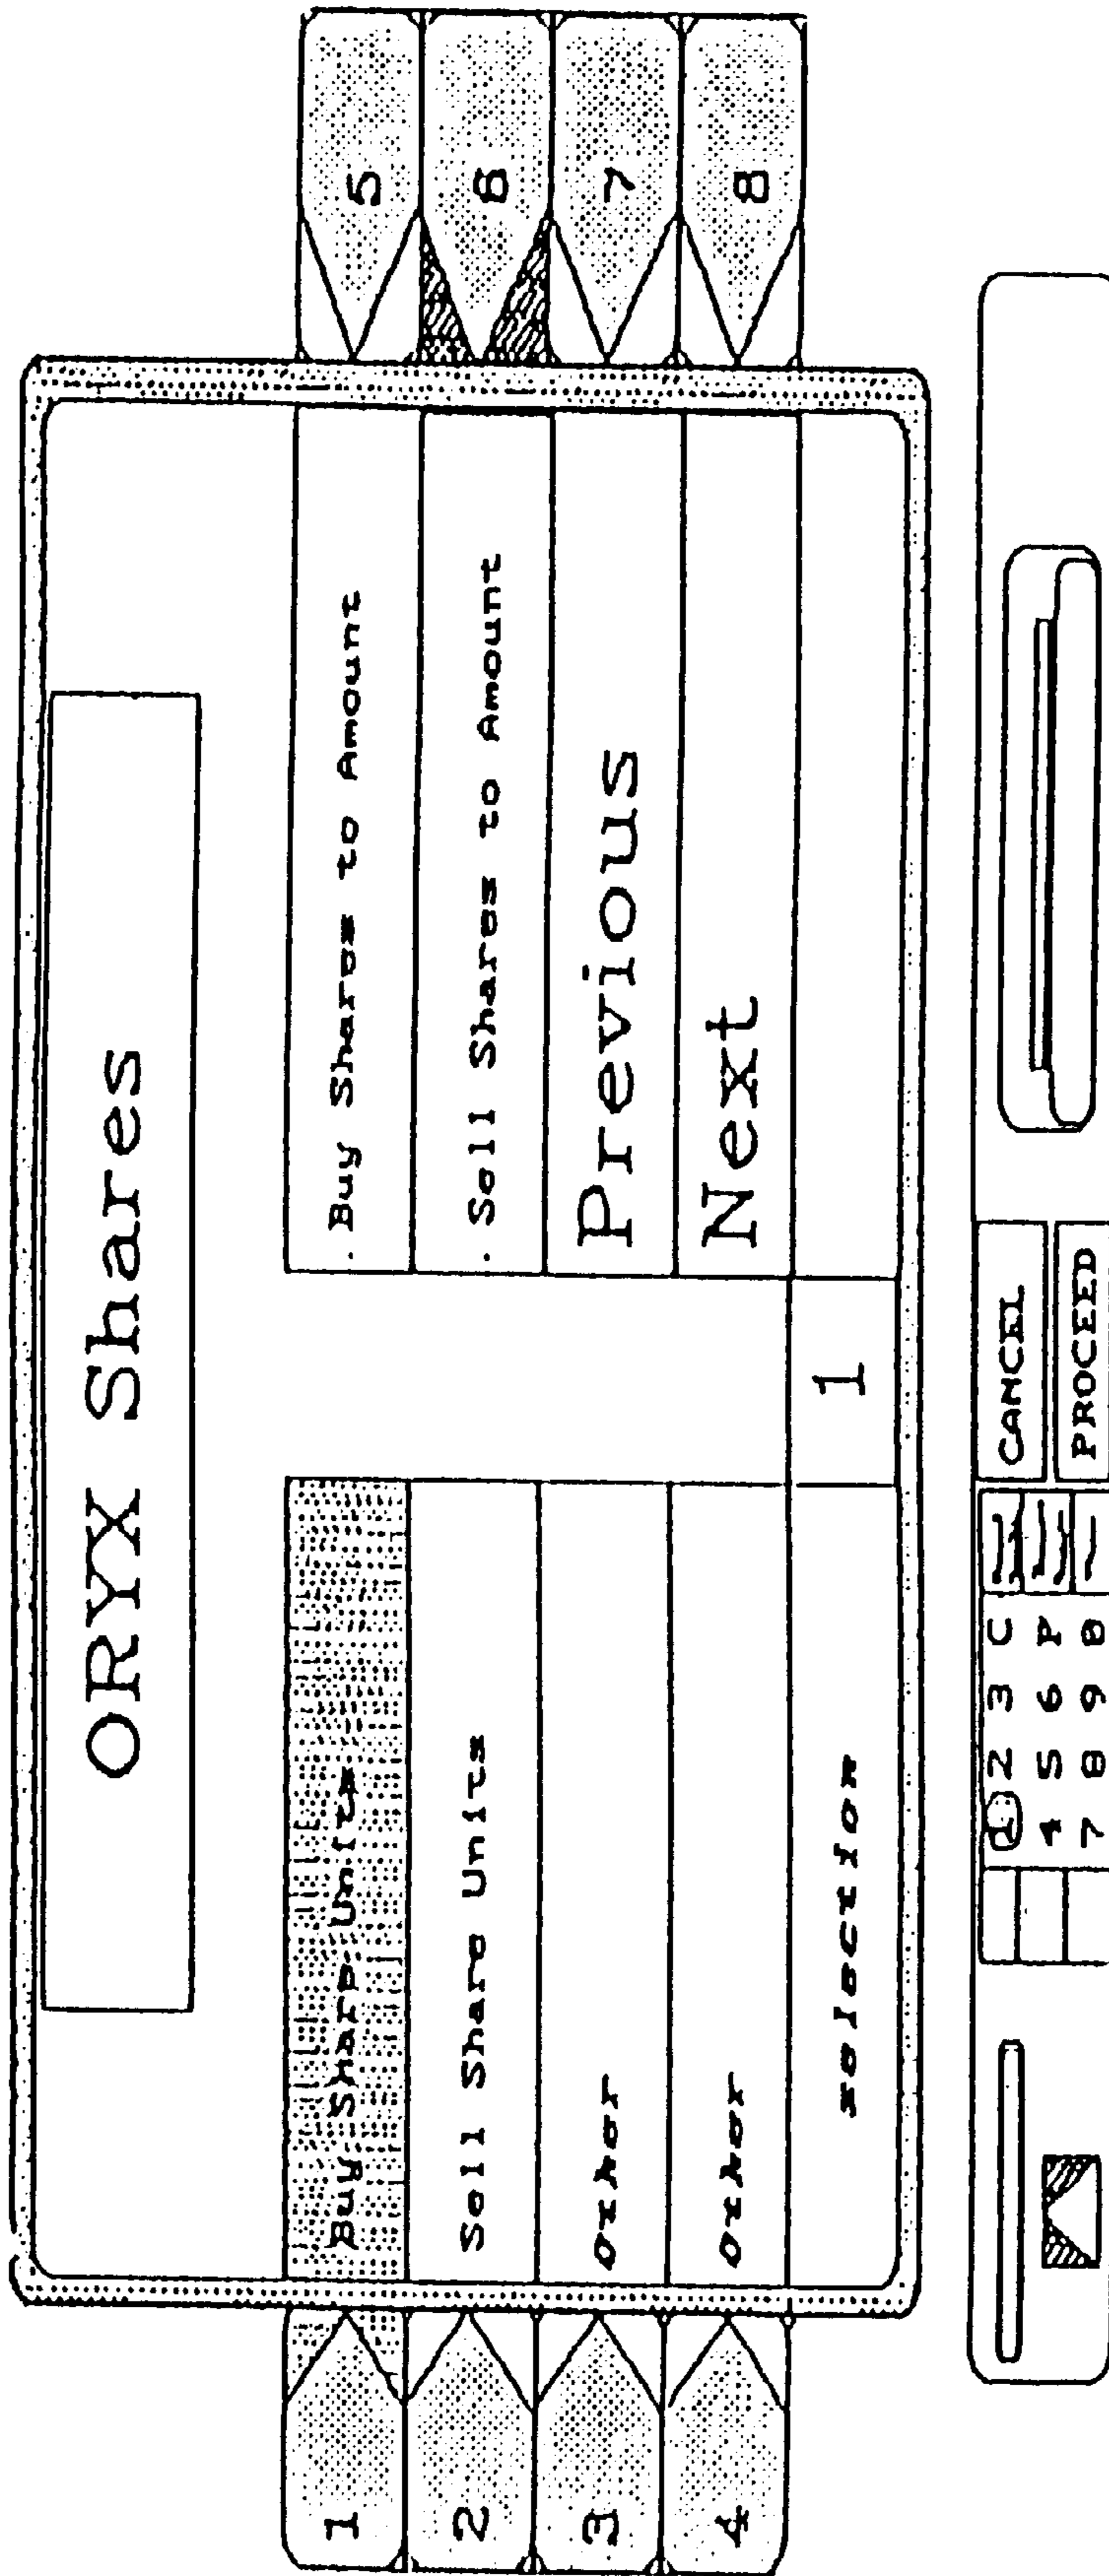 ORYX Shares
1 Buy Share Units . Buy Shares to Amount 5
2 Sell Share Units . Sell Shares to Amount 6
3 Other Previous 7
4 Other Next 8
selection 1
1 2 3 C CANCEL
4 5 6 P PROCEED
7 8 9 0